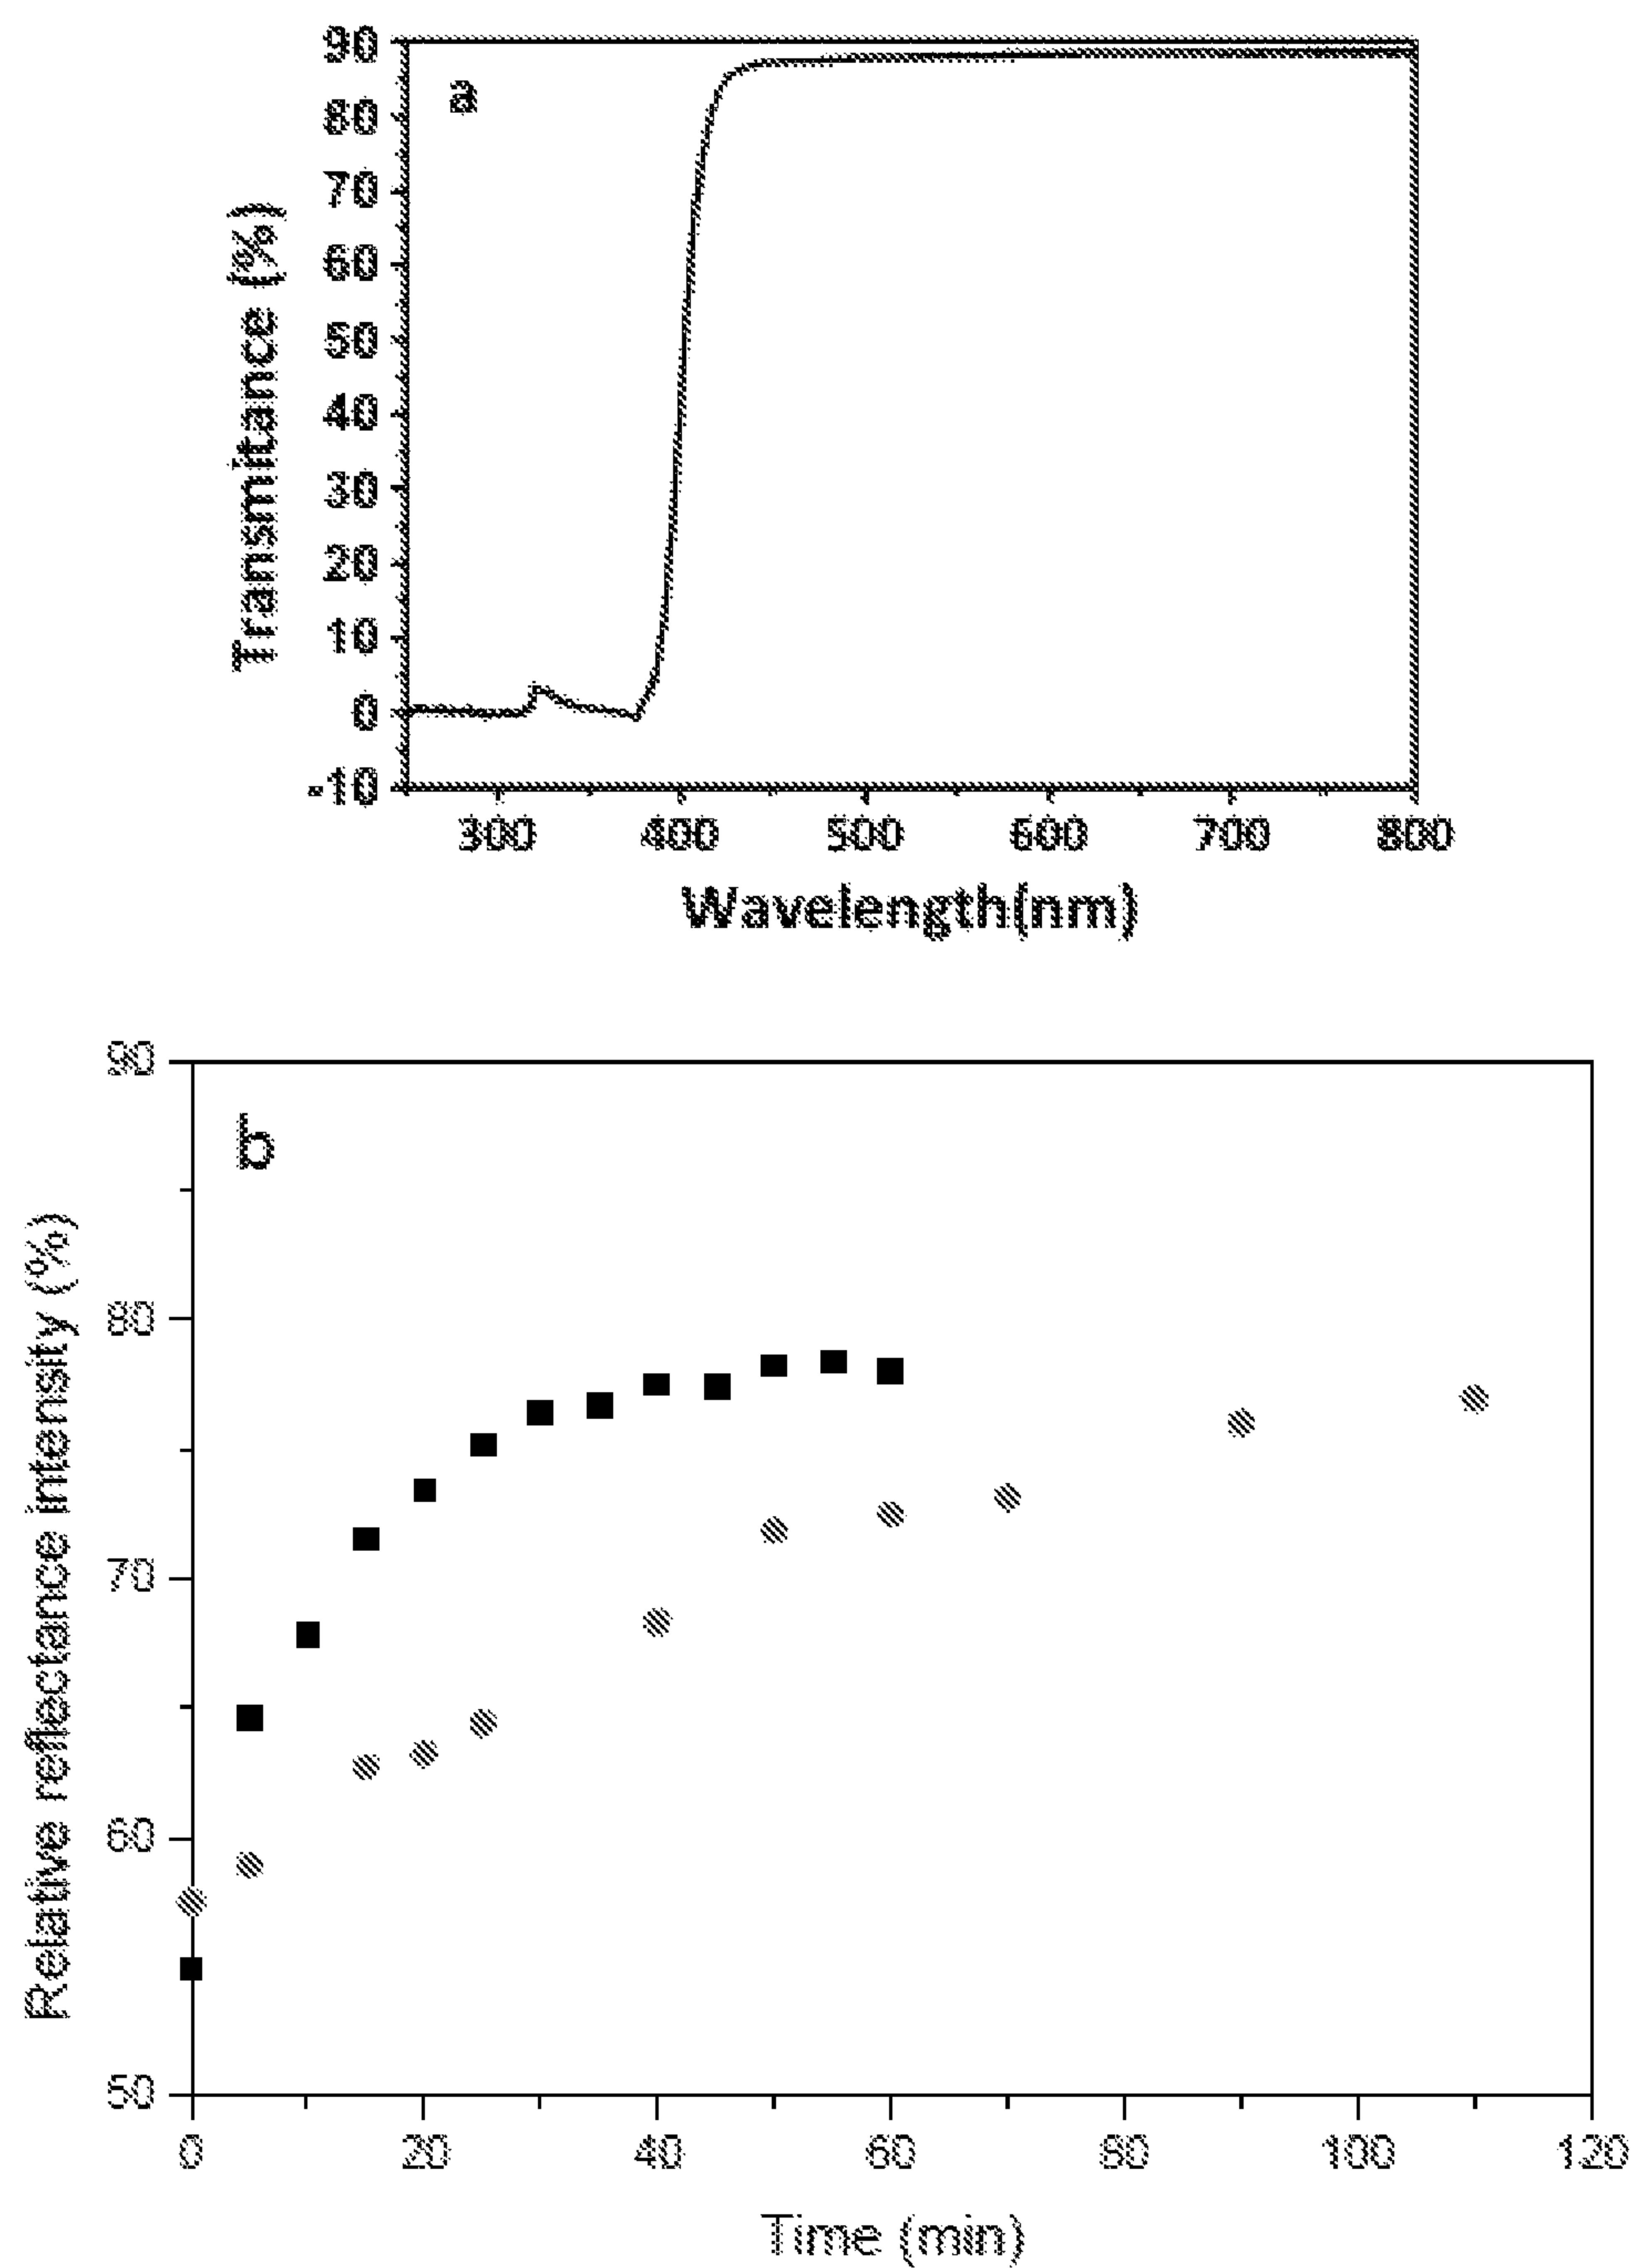 90
a
80
70
60
50
40
30
20
10
0
-10
Transmitance (%)
300 400 500 600 700 800
Wavelength(nm)
90
b
80
70
60
50
Relative reflectance intensity (%)
0 20 40 60 80 100 120
Time (min)